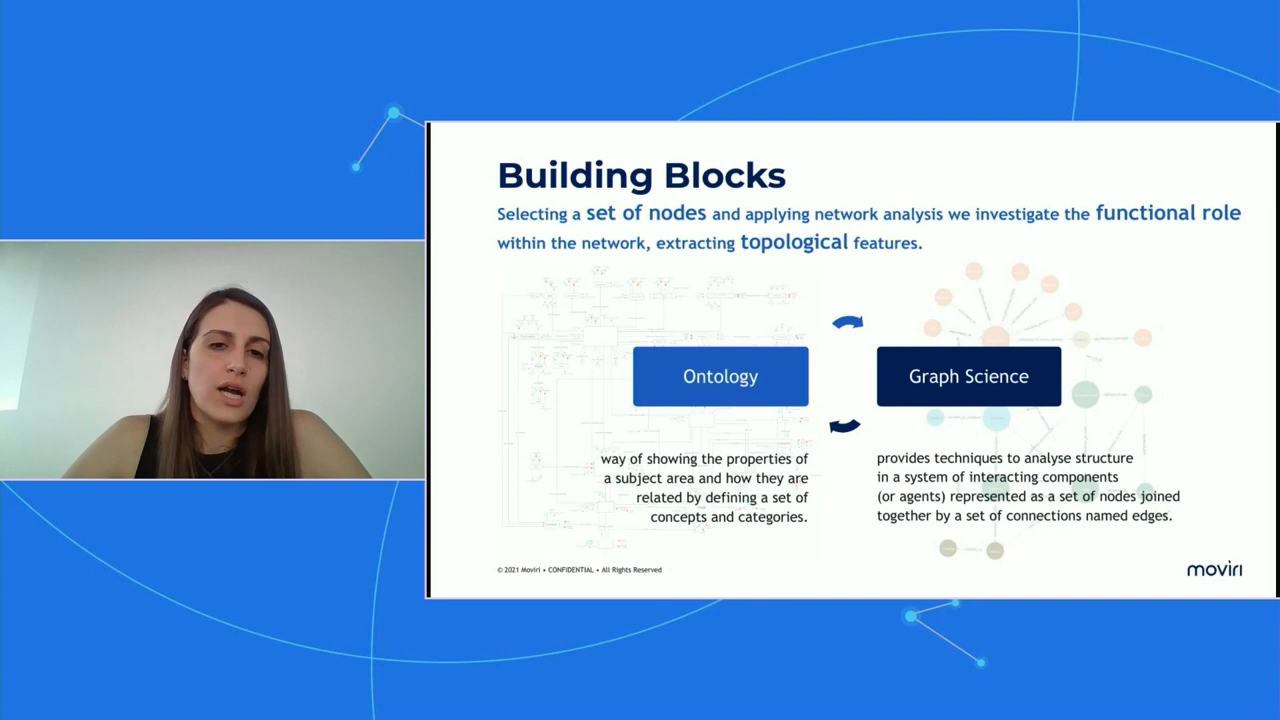 Building Blocks
Selecting a set of nodes and applying network analysis we investigate the functional role
within the network, extracting topological features.
Ontology
Graph Science
way of showing the properties of
a subject area and how they are
related by defining a set of
concepts and categories.
provides techniques to analyse structure
in a system of interacting components
(or agents) represented as a set of nodes joined
together by a set of connections named edges.
© 2021 Moviri • CONFIDENTIAL • All Rights Reserved
moviri